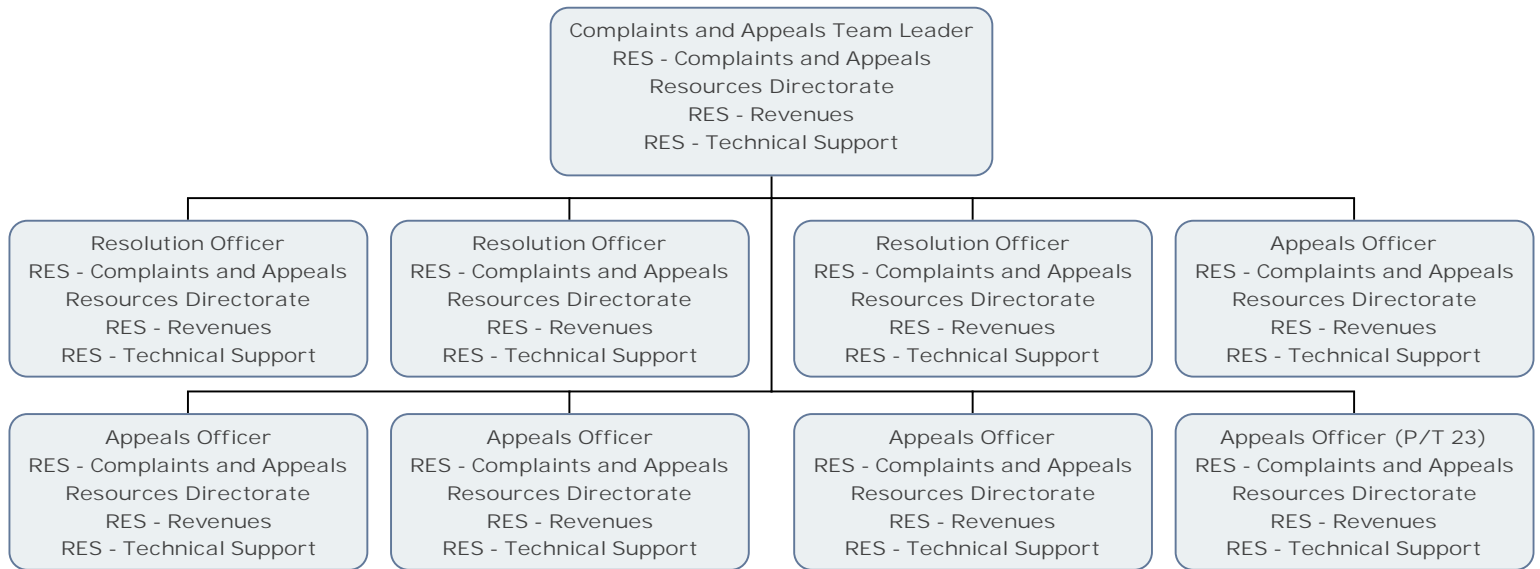 Complaints and Appeals Team Leader
RES - Complaints and Appeals
Resources Directorate
RES - Revenues
RES - Technical Support
Resolution Officer
RES - Complaints and Appeals
Resources Directorate
RES - Revenues
RES - Technical Support
Resolution Officer
RES - Complaints and Appeals
Resources Directorate
RES - Revenues
RES - Technical Support
Resolution Officer
RES - Complaints and Appeals
Resources Directorate
RES - Revenues
RES - Technical Support
Appeals Officer
RES - Complaints and Appeals
Resources Directorate
RES - Revenues
RES - Technical Support
Appeals Officer
RES - Complaints and Appeals
Resources Directorate
RES - Revenues
RES - Technical Support
Appeals Officer
RES - Complaints and Appeals
Resources Directorate
RES - Revenues
RES - Technical Support
Appeals Officer
RES - Complaints and Appeals
Resources Directorate
RES - Revenues
RES - Technical Support
Appeals Officer (P/T 23)
RES - Complaints and Appeals
Resources Directorate
RES - Revenues
RES - Technical Support